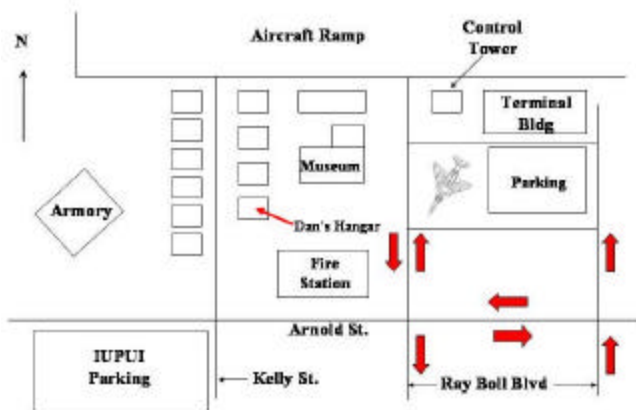 N
Aircraft Ramp
Control
Tower
Terminal
Bldg
Museum
Parking
Armory
Dan's Hangar
Fire
Station
Arnold St.
IUPUI
Parking
Kelly St.
Ray Boll Blvd